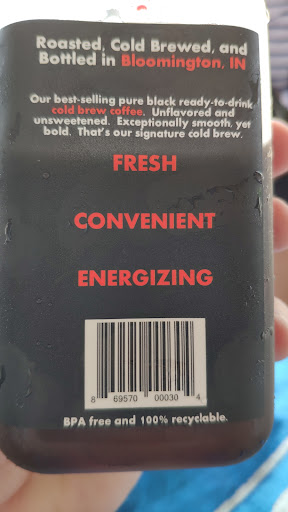 Roasted, Cold Brewed, and
Bottled in Bloomington, IN
Our best-selling pure black ready-to-drink
cold brew coffee. Unflavored and
unsweetened. Exceptionally smooth, yet
bold. That's our signature cold brew.
FRESH
CONVENIENT
ENERGIZING
8 69570 00030 4
BPA free and 100% recyclable.